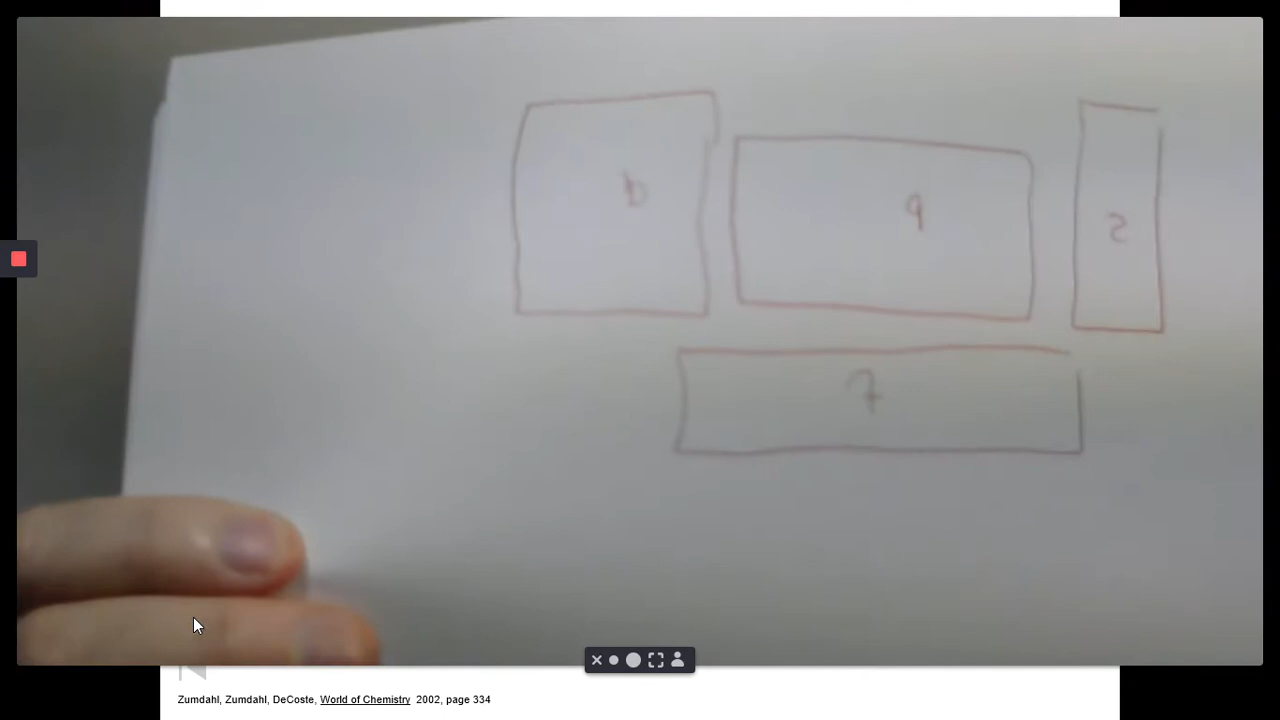 s p d
f
Zumdahl, Zumdahl, DeCoste, World of Chemistry 2002, page 334